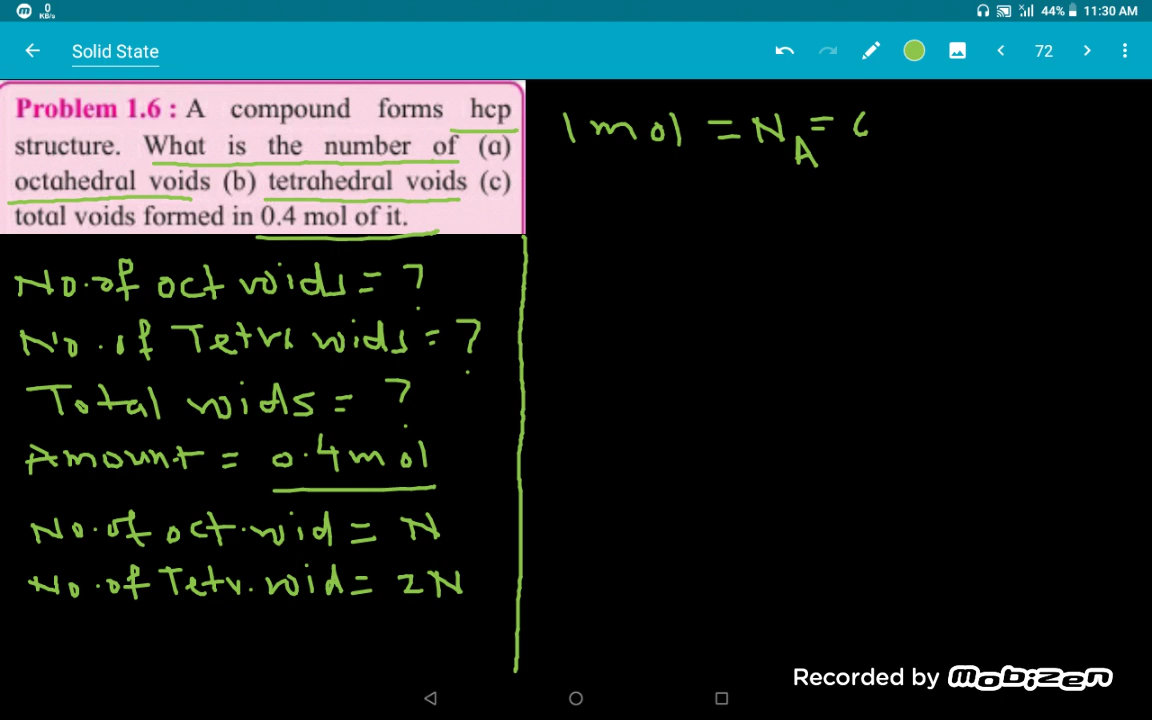 0
KB/s
44% 11:30 AM
Solid State
72
Problem 1.6 : A compound forms hcp
structure. What is the number of (a)
octahedral voids (b) tetrahedral voids (c)
total voids formed in 0.4 mol of it.
No. of oct voids = ?
No. of Tetra voids = ?
Total voids = ?
Amount = 0.4 mol
No. of oct. void = N
No. of Tetr. void = 2N
1 mol = NA = 6
Recorded by Mobizen